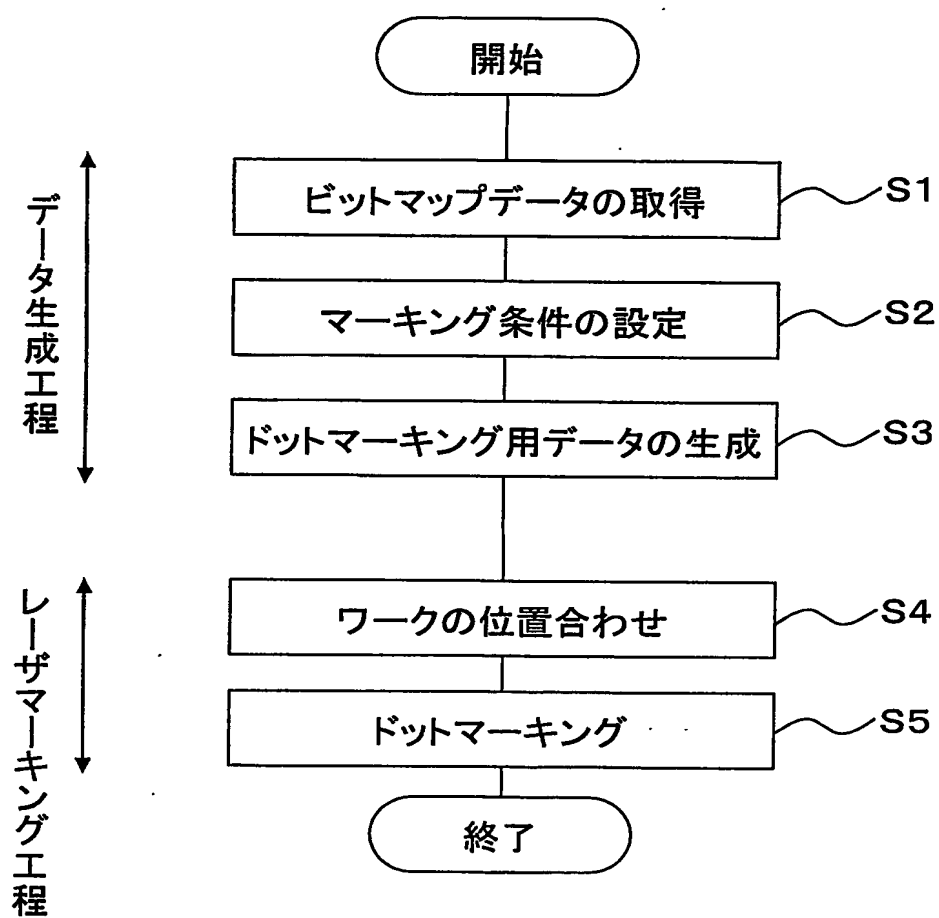 開始
データ生成工程
ビットマップデータの取得 S1
マーキング条件の設定 S2
ドットマーキング用データの生成 S3
レーザマーキング工程
ワークの位置合わせ S4
ドットマーキング S5
終了